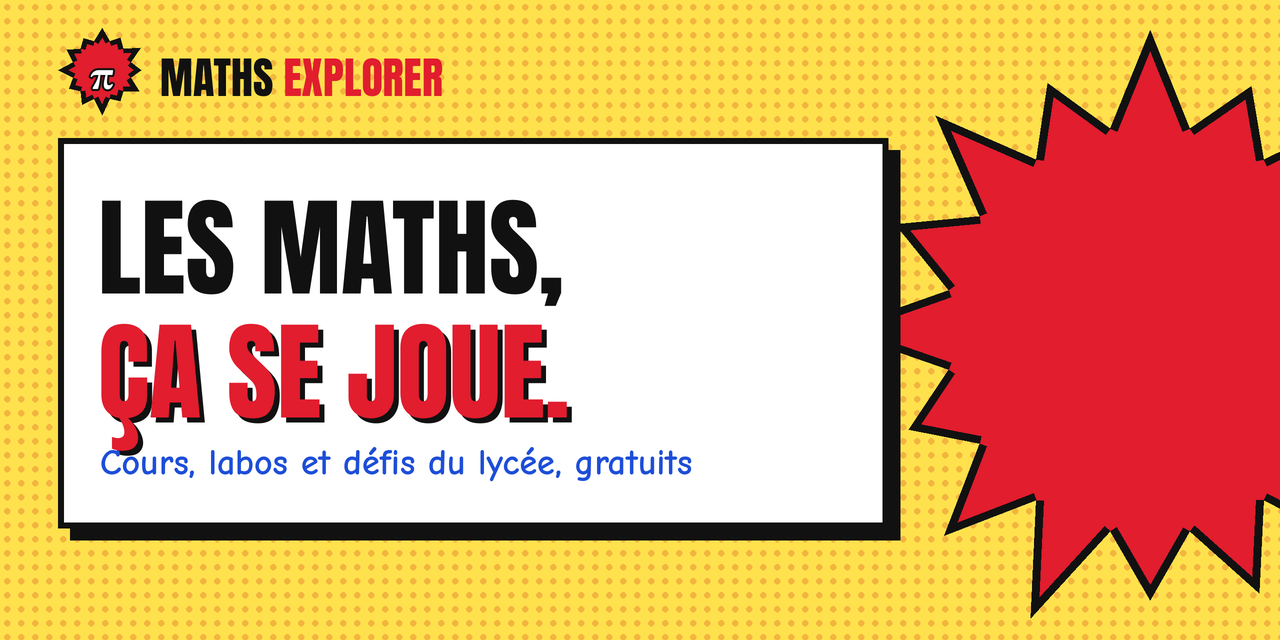 π MATHS EXPLORER
LES MATHS,
ÇA SE JOUE.
Cours, labos et défis du lycée, gratuits